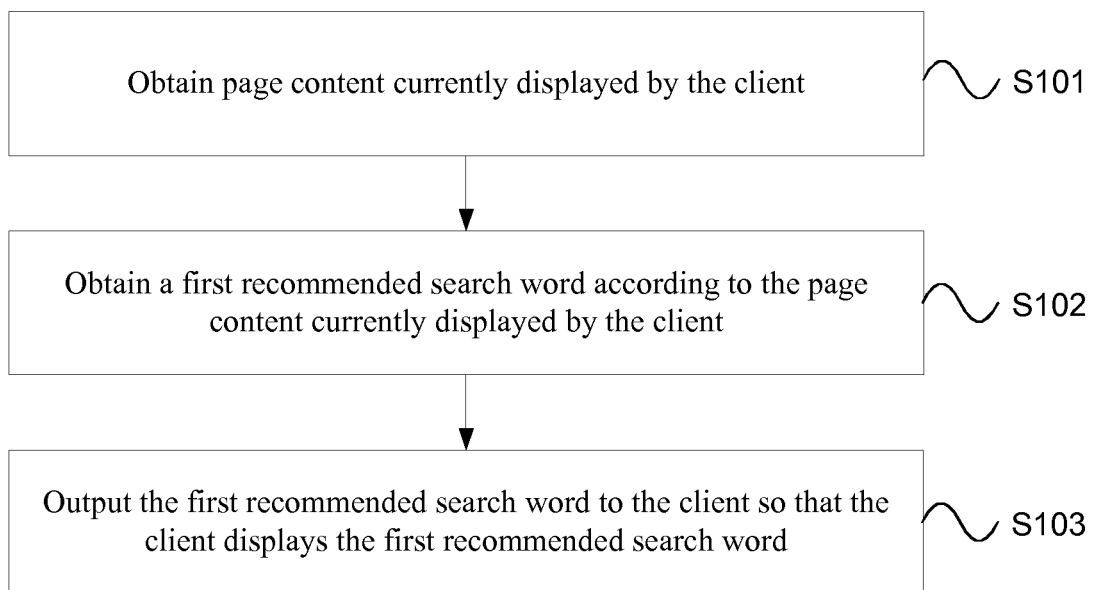 Obtain page content currently displayed by the client
S101
Obtain a first recommended search word according to the page
content currently displayed by the client
S102
Output the first recommended search word to the client so that the
client displays the first recommended search word
S103